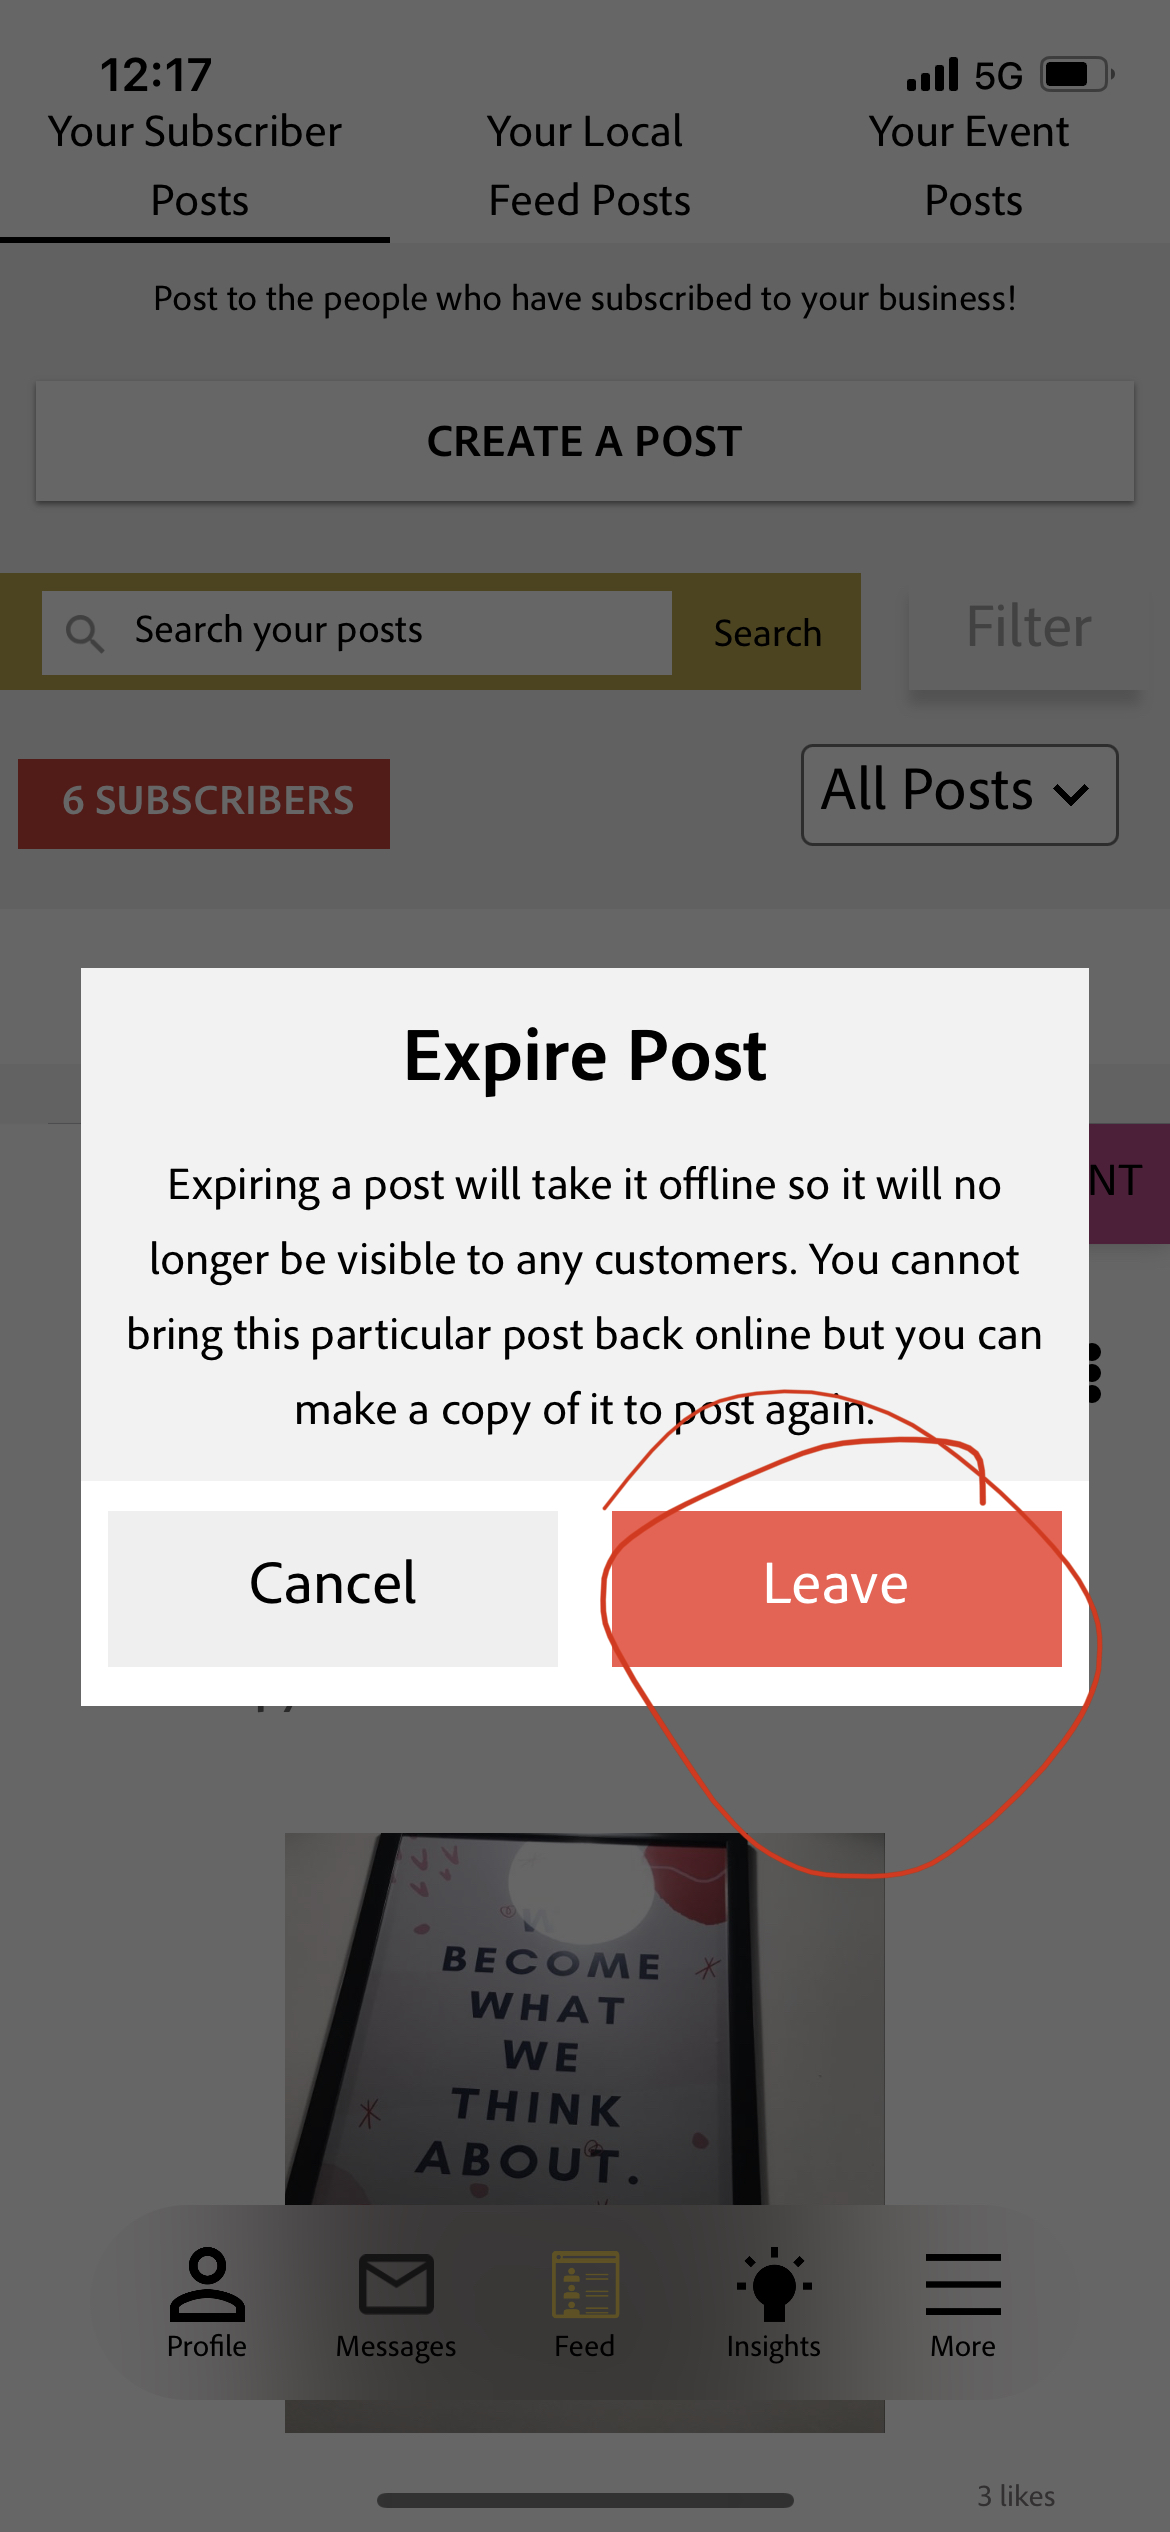 12:17
5G
Your Subscriber
Posts
Your Local
Feed Posts
Your Event
Posts
Post to the people who have subscribed to your business!
CREATE A POST
Search your posts
Search
Filter
6 SUBSCRIBERS
All Posts
Expire Post
Expiring a post will take it offline so it will no
longer be visible to any customers. You cannot
bring this particular post back online but you can
make a copy of it to post again.
NT
Cancel
Leave
BECOME
WHAT
WE
THINK
ABOUT.
Profile
Messages
Feed
Insights
More
3 likes